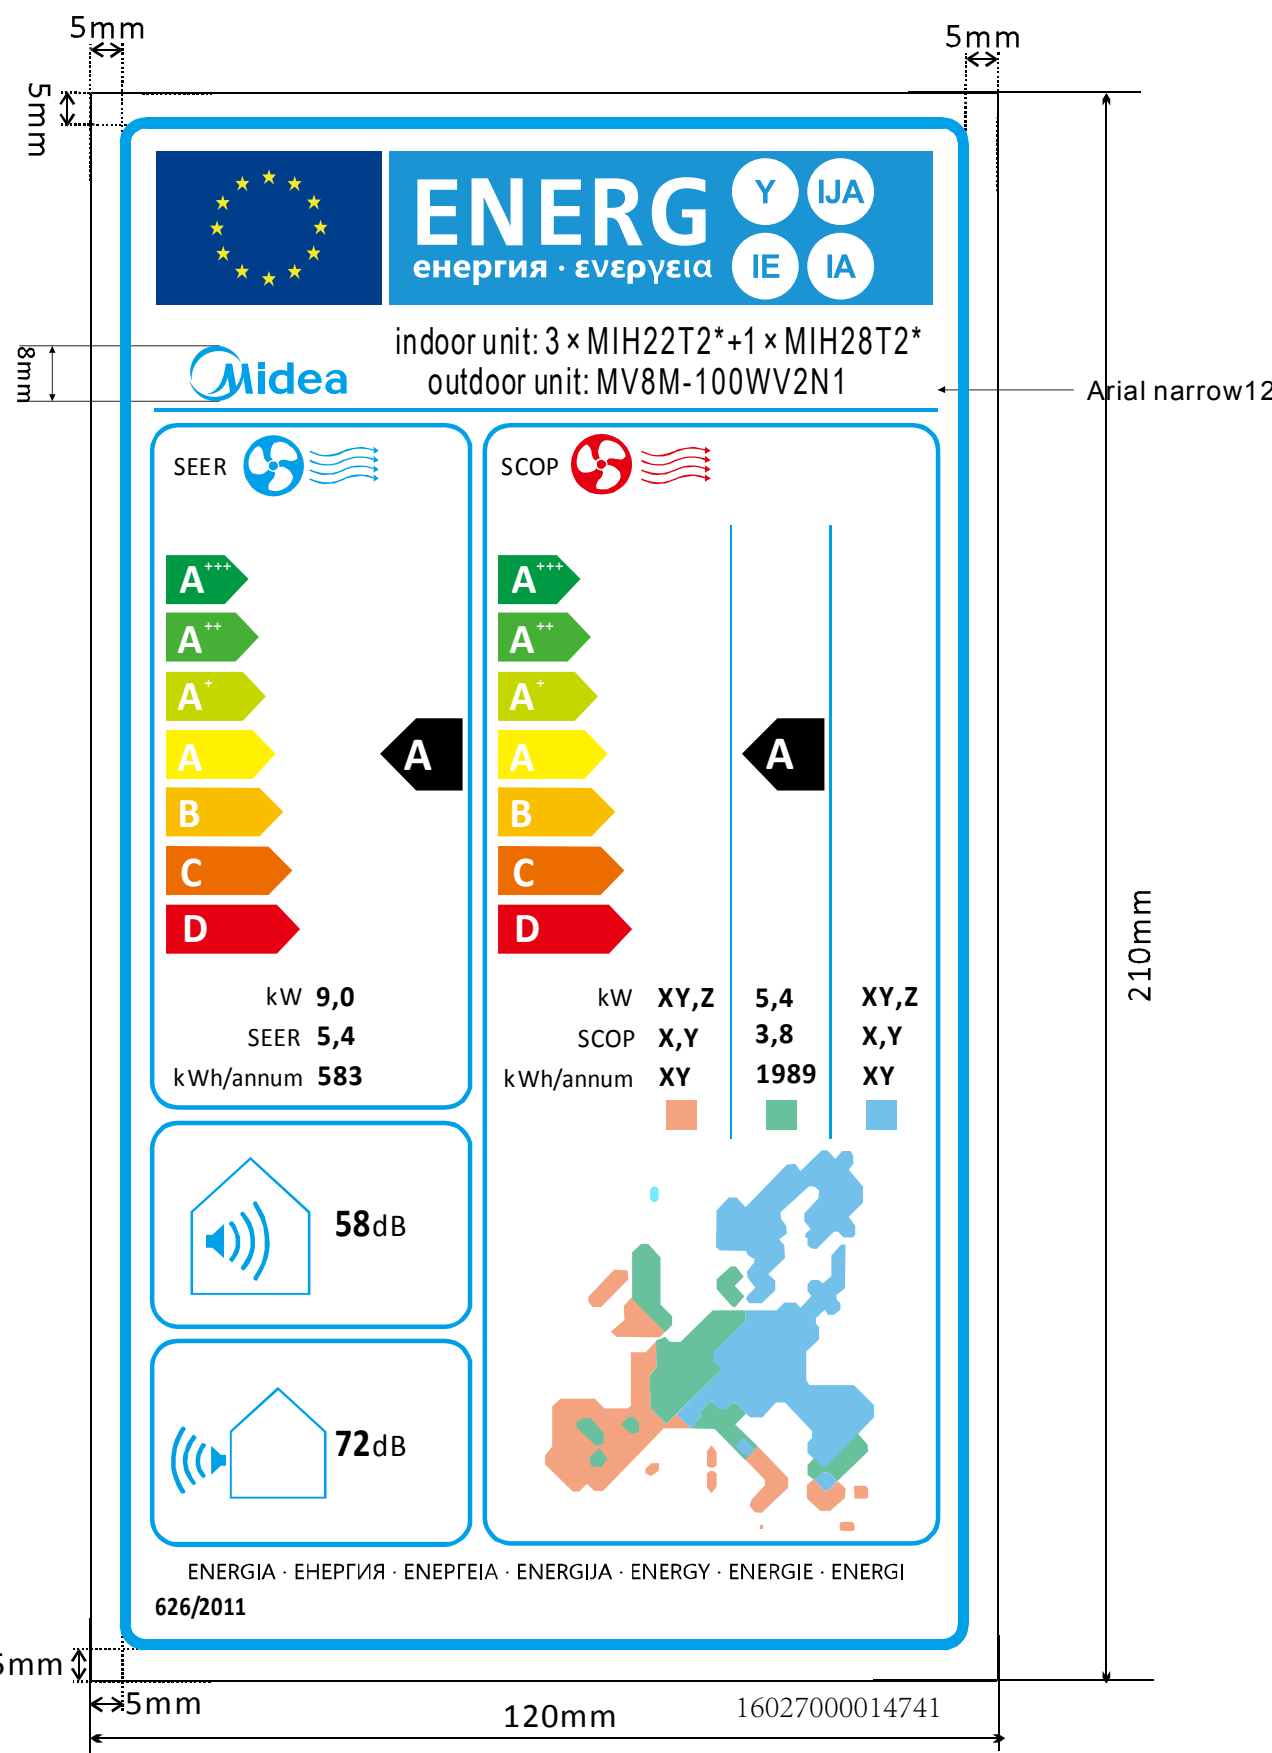 5mm
5mm
5mm
ENERG
енергия · ενεργεια
Y IJA
IE IA
8mm
Midea
indoor unit: 3 × MIH22T2*+1 × MIH28T2*
outdoor unit: MV8M-100WV2N1
Arial narrow12
SEER
SCOP
A+++
A++
A+
A
B
C
D
A
A+++
A++
A+
A
B
C
D
A
kW 9,0
SEER 5,4
kWh/annum 583
kW XY,Z 5,4 XY,Z
SCOP X,Y 3,8 X,Y
kWh/annum XY 1989 XY
210mm
58dB
72dB
ENERGIA · ЕНЕРГИЯ · ΕΝΕΡΓΕΙΑ · ENERGIJA · ENERGY · ENERGIE · ENERGI
626/2011
5mm
5mm
120mm
16027000014741